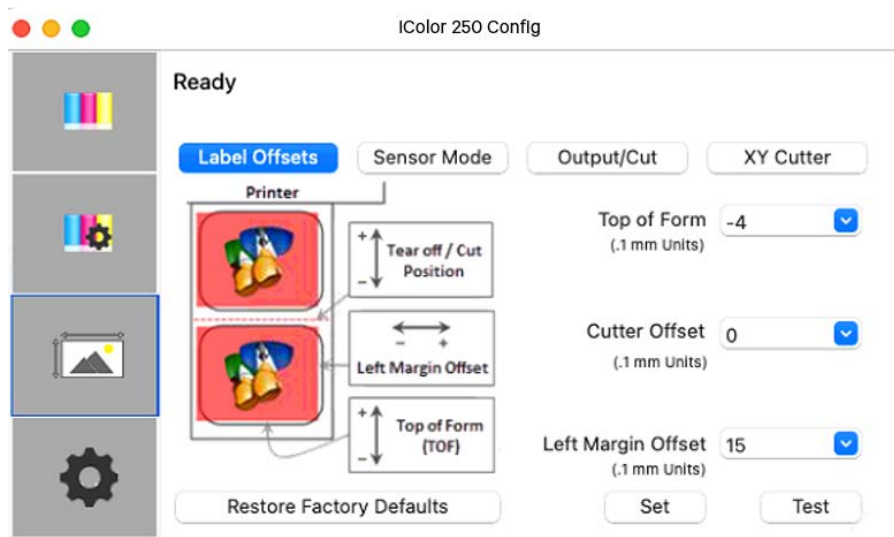 IColor 250 Config
Ready
Label Offsets
Sensor Mode
Output/Cut
XY Cutter
Printer
+
Tear off / Cut
Position
–
– +
Left Margin Offset
+
Top of Form
(TOF)
–
Top of Form
(.1 mm Units)
-4
Cutter Offset
(.1 mm Units)
0
Left Margin Offset
(.1 mm Units)
15
Restore Factory Defaults
Set
Test